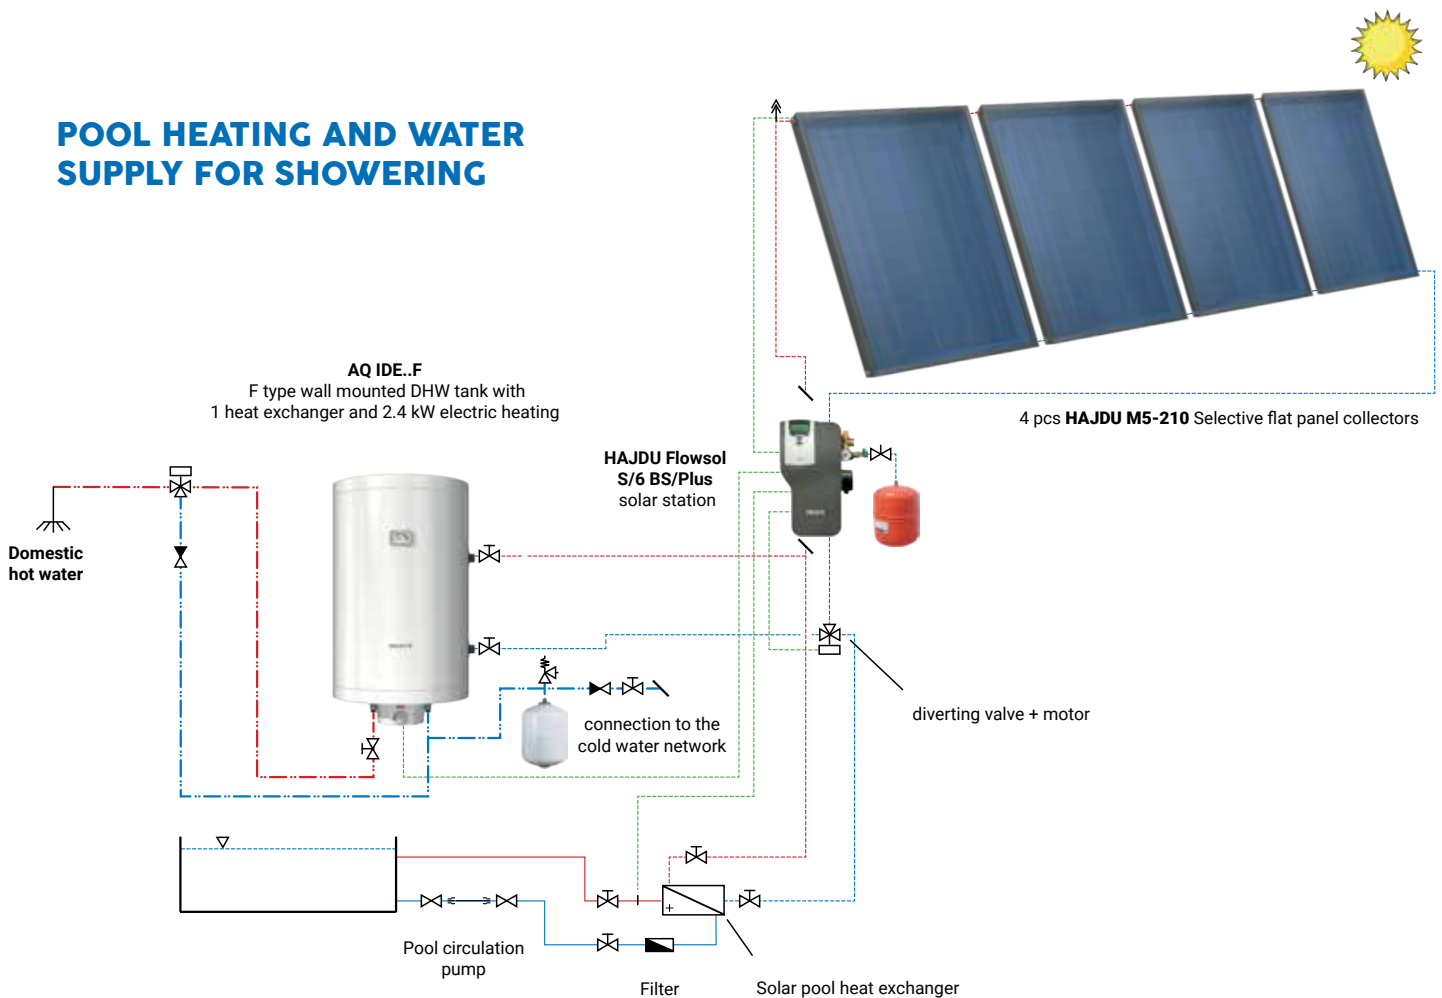 POOL HEATING AND WATER
SUPPLY FOR SHOWERING
AQ IDE..F
F type wall mounted DHW tank with
1 heat exchanger and 2.4 kW electric heating
4 pcs HAJDU M5-210 Selective flat panel collectors
HAJDU Flowsol
S/6 BS/Plus
solar station
Domestic
hot water
connection to the
cold water network
diverting valve + motor
Pool circulation
pump
Filter
Solar pool heat exchanger